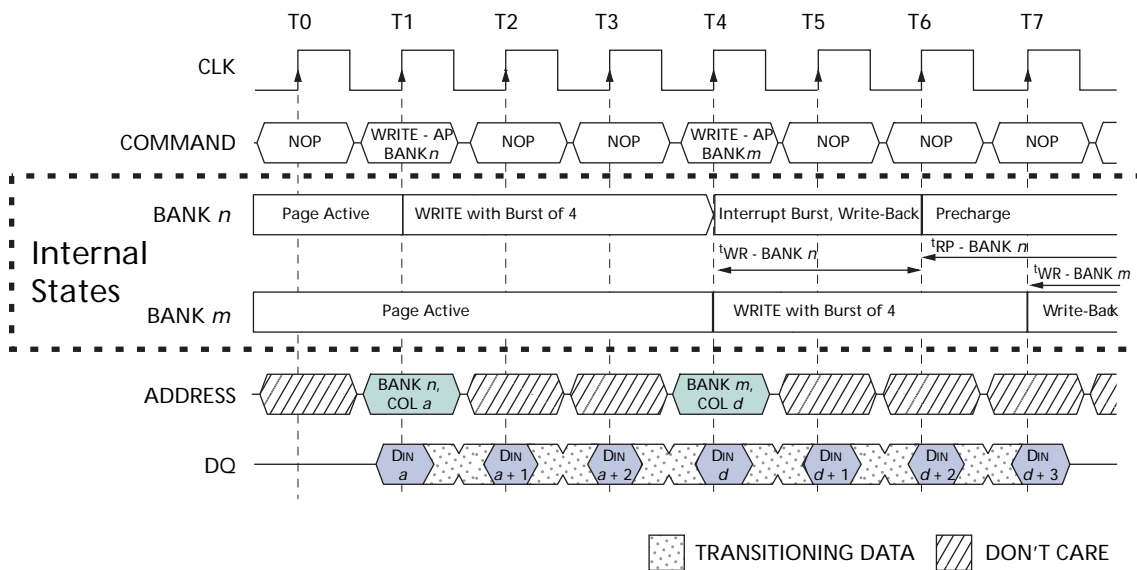 T0 T1 T2 T3 T4 T5 T6 T7
CLK
COMMAND
NOP
WRITE - AP
BANK n
NOP
NOP
WRITE - AP
BANK m
NOP
NOP
NOP
BANK n
Page Active
WRITE with Burst of 4
Interrupt Burst, Write-Back
Precharge
Internal
States
tWR - BANK n
tRP - BANK n
tWR - BANK m
BANK m
Page Active
WRITE with Burst of 4
Write-Back
ADDRESS
BANK n,
COL a
BANK m,
COL d
DQ
DIN
a
DIN
a + 1
DIN
a + 2
DIN
d
DIN
d + 1
DIN
d + 2
DIN
d + 3
TRANSITIONING DATA
DON'T CARE